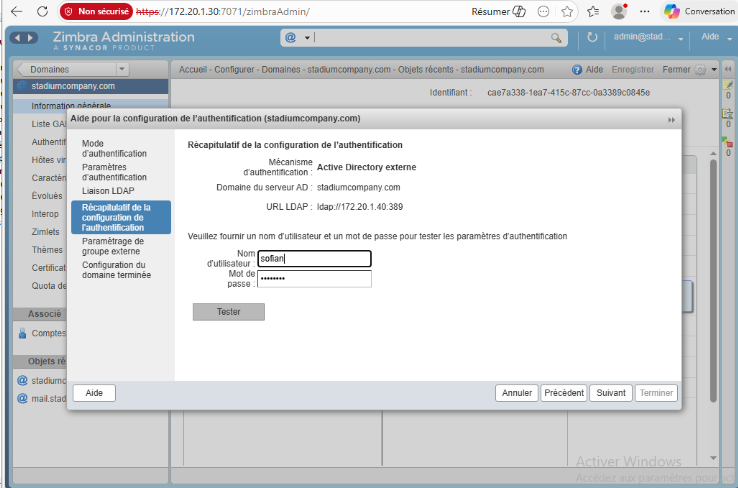 Non sécurisé https://172.20.1.30:7071/zimbraAdmin/ Résumer Conversation
Zimbra Administration
A SYNACOR PRODUCT
admin@stad... Aide
Domaines
Accueil - Configurer - Domaines - stadiumcompany.com - Objets récents - stadiumcompany.com
Aide Enregistrer Fermer
stadiumcompany.com
Identifiant : cae7a338-1ea7-415c-87cc-0a3389c0845e
0
0
0
Information générale
Liste GA
Authentif
Hôtes vir
Caractér
Évolués
Interop
Zimlets
Thèmes
Certificat
Quota de
Associé
Comptes
Objets ré
stadiumc
mail.stad
Aide pour la configuration de l'authentification (stadiumcompany.com)
Mode
d'authentification
Paramètres
d'authentification
Liaison LDAP
Récapitulatif de la
configuration de
l'authentification
Paramétrage de
groupe externe
Configuration du
domaine terminée
Récapitulatif de la configuration de l'authentification
Mécanisme
d'authentification : Active Directory externe
Domaine du serveur AD : stadiumcompany.com
URL LDAP : ldap://172.20.1.40:389
Veuillez fournir un nom d'utilisateur et un mot de passe pour tester les paramètres d'authentification
Nom
d'utilisateur : sofian
Mot de
passe : ••••••••
Tester
Aide
Annuler Précédent Suivant Terminer
Activer Windows
Accédez aux paramètres pour